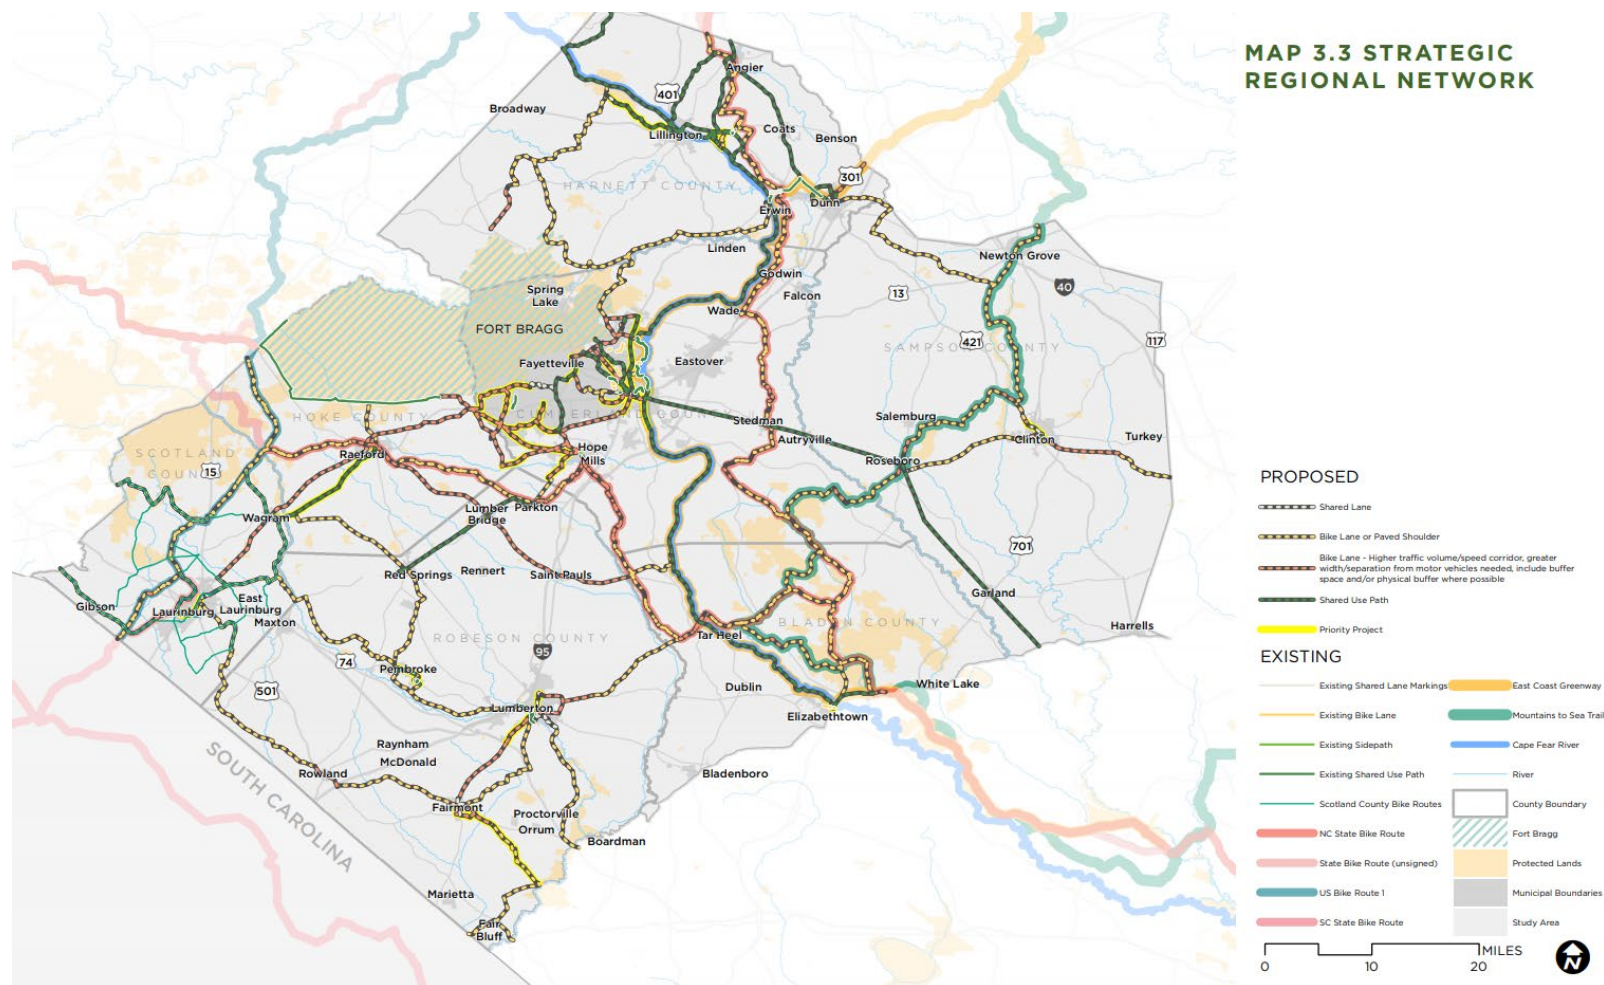 MAP 3.3 STRATEGIC
REGIONAL NETWORK
Angier
401
Broadway
Lillington
Coats
Benson
301
HARNETT COUNTY
Erwin
Dunn
Linden
Newton Grove
Godwin
40
Spring
Lake
Falcon
13
Wade
FORT BRAGG
421
117
SAMPSON COUNTY
Fayetteville
Eastover
HOKE COUNTY
CUMBERLAND COUNTY
Stedman
Salemburg
Autryville
Clinton
Turkey
SCOTLAND
COUNTY
15
Raeford
Hope
Mills
Roseboro
Wagram
Lumber
Bridge
Parkton
701
Red Springs
Rennert
Saint Pauls
Garland
Gibson
Laurinburg
East
Laurinburg
Maxton
Harrells
BLADEN COUNTY
ROBESON COUNTY
Tar Heel
95
74
Pembroke
501
Dublin
White Lake
Lumberton
Elizabethtown
Raynham
McDonald
Rowland
Bladenboro
SOUTH CAROLINA
Fairmont
Proctorville
Orrum
Boardman
Marietta
Fair
Bluff
PROPOSED
Shared Lane
Bike Lane or Paved Shoulder
Bike Lane - Higher traffic volume/speed corridor, greater
width/separation from motor vehicles needed, include buffer
space and/or physical buffer where possible
Shared Use Path
Priority Project
EXISTING
Existing Shared Lane Markings
Existing Bike Lane
Existing Sidepath
Existing Shared Use Path
Scotland County Bike Routes
NC State Bike Route
State Bike Route (unsigned)
US Bike Route 1
SC State Bike Route
East Coast Greenway
Mountains to Sea Trail
Cape Fear River
River
County Boundary
Fort Bragg
Protected Lands
Municipal Boundaries
Study Area
MILES
0
10
20
N